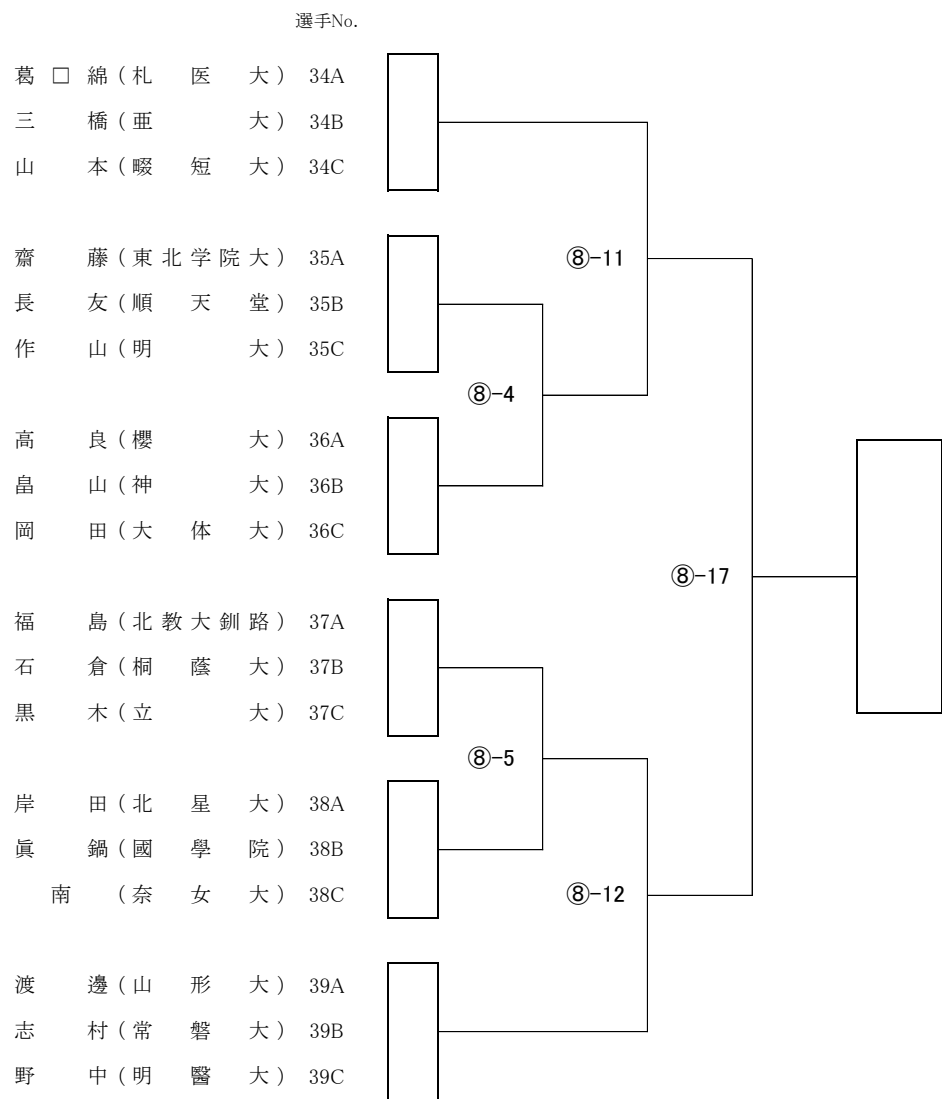 選手No.
葛□綿(札医大) 34A
三橋(亜大) 34B
山本(畷短大) 34C
齋藤(東北学院大) 35A
⑧-11
長友(順天堂) 35B
作山(明大) 35C
⑧-4
高良(櫻大) 36A
畠山(神大) 36B
岡田(大体大) 36C
⑧-17
福島(北教大釧路) 37A
石倉(桐蔭大) 37B
黒木(立大) 37C
⑧-5
岸田(北星大) 38A
眞鍋(國學院) 38B
南(奈女大) 38C
⑧-12
渡邊(山形大) 39A
志村(常磐大) 39B
野中(明醫大) 39C